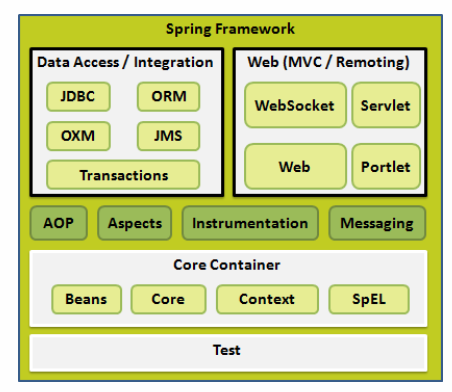 Spring Framework
Data Access / Integration
JDBC
ORM
OXM
JMS
Transactions
Web (MVC / Remoting)
WebSocket
Servlet
Web
Portlet
AOP
Aspects
Instrumentation
Messaging
Core Container
Beans
Core
Context
SpEL
Test